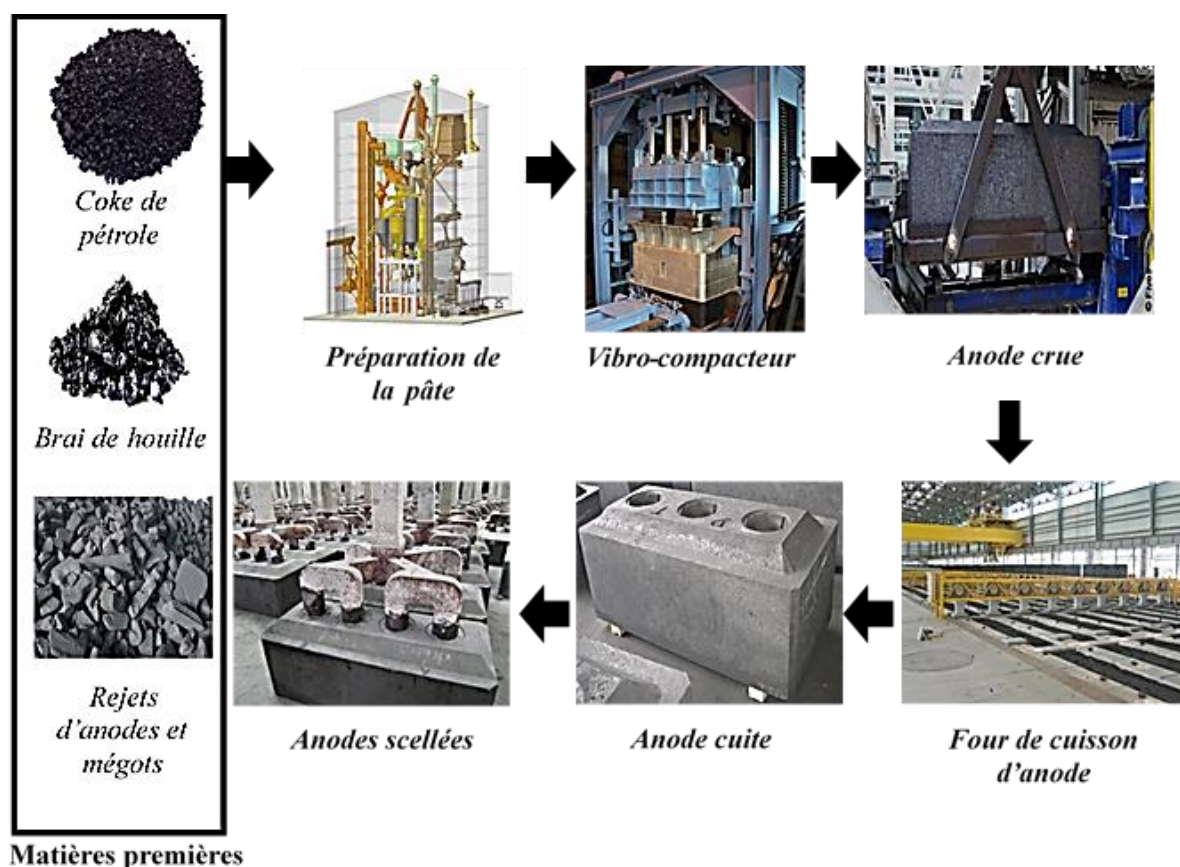 Coke de
pétrole
Brai de houille
Rejets
d'anodes et
mégots
Matières premières
Préparation de
la pâte
Vibro-compacteur
Anode crue
Four de cuisson
d'anode
Anode cuite
Anodes scellées